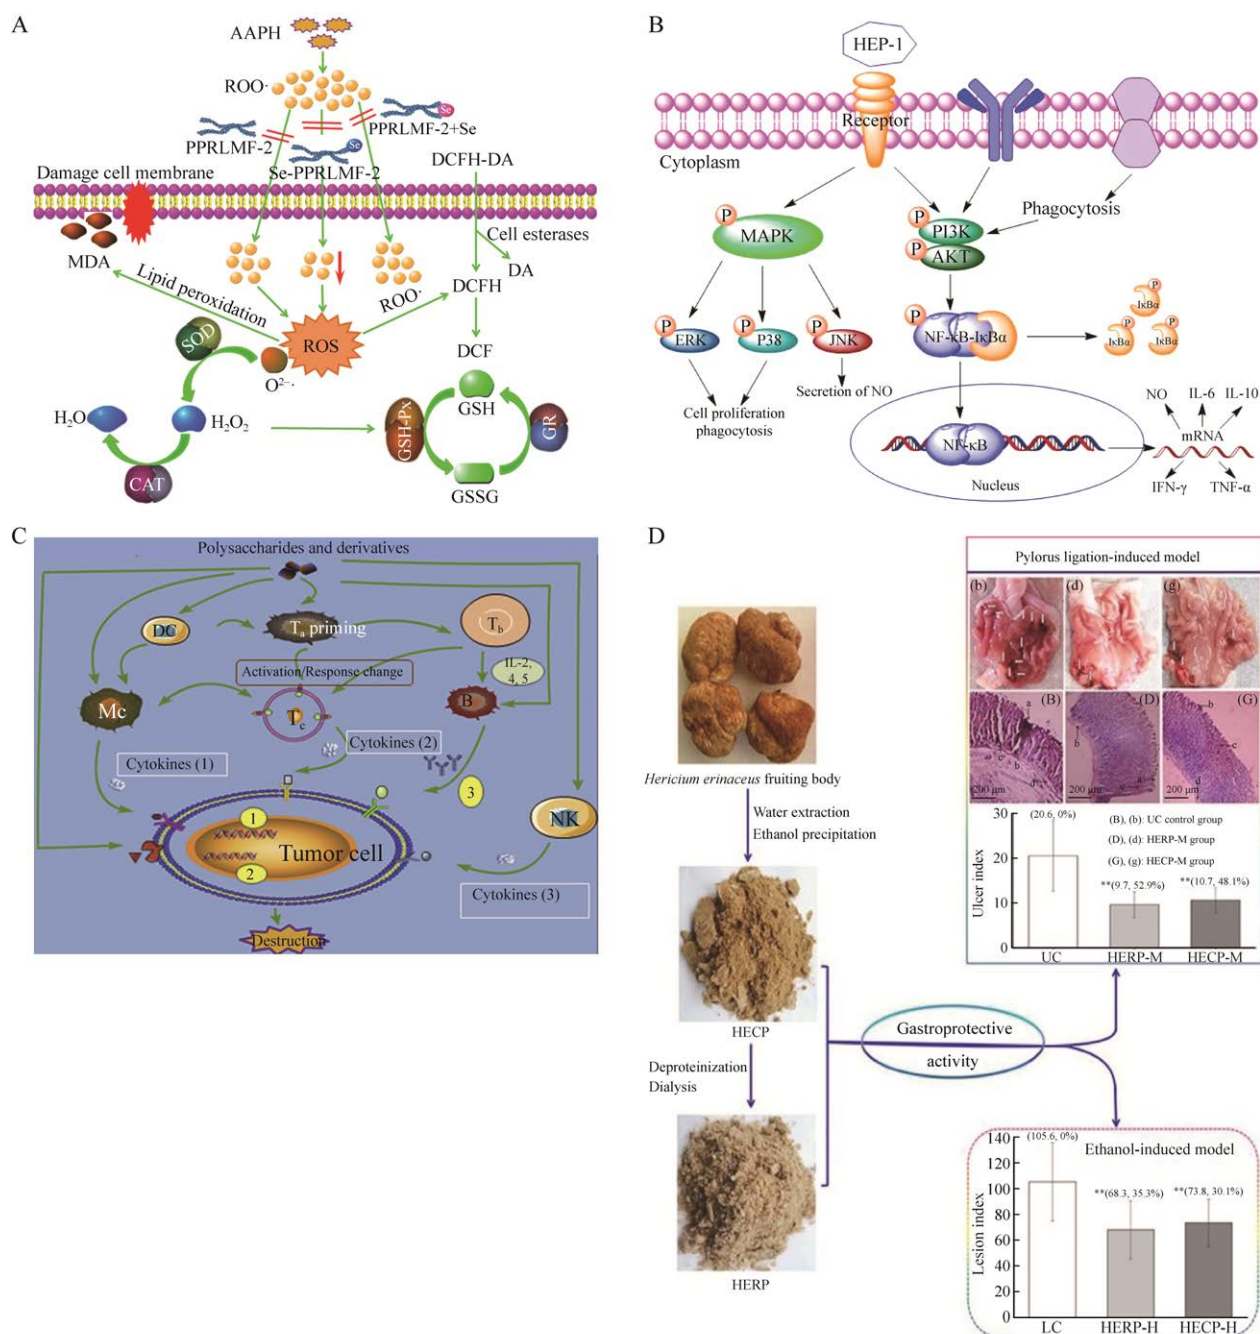 A
AAPH
ROO·
Se
PPRLMF-2+Se
PPRLMF-2
Se
Se-PPRLMF-2
DCFH-DA
Damage cell membrane
Cell esterases
MDA
DA
Lipid peroxidation
ROO·
DCFH
SOD
ROS
DCF
O²⁻·
GSH
H₂O
H₂O₂
GSH-Px
GR
CAT
GSSG
B
HEP-1
Receptor
Cytoplasm
Phagocytosis
P
MAPK
P
PI3K
AKT
P
ERK
P
P38
P
JNK
P
NF-κB-IκBα
P
IκBα
P
IκBα
P
IκBα
Secretion of NO
Cell proliferation
phagocytosis
NF-κB
Nucleus
NO
IL-6
IL-10
mRNA
IFN-γ
TNF-α
C
Polysaccharides and derivatives
DC
Ta priming
Tb
Activation/Response change
IL-2,
4, 5
Mc
Tc
B
Cytokines (1)
Cytokines (2)
3
1
Tumor cell
2
NK
Cytokines (3)
Destruction
D
Hericium erinaceus fruiting body
Water extraction
Ethanol precipitation
HECP
Deproteinization
Dialysis
HERP
Gastroprotective
activity
Pylorus ligation-induced model
(b)
(d)
(g)
(B)
(D)
(G)
a
b
c
d
b
a
c
b
c
d
200 μm
200 μm
200 μm
30
20
10
0
Ulcer index
(20.6, 0%)
(B), (b): UC control group
(D), (d): HERP-M group
(G), (g): HECP-M group
**(9.7, 52.9%)
**(10.7, 48.1%)
UC
HERP-M
HECP-M
Ethanol-induced model
140
120
100
80
60
40
20
0
Lesion index
(105.6, 0%)
**(68.3, 35.3%)
**(73.8, 30.1%)
LC
HERP-H
HECP-H